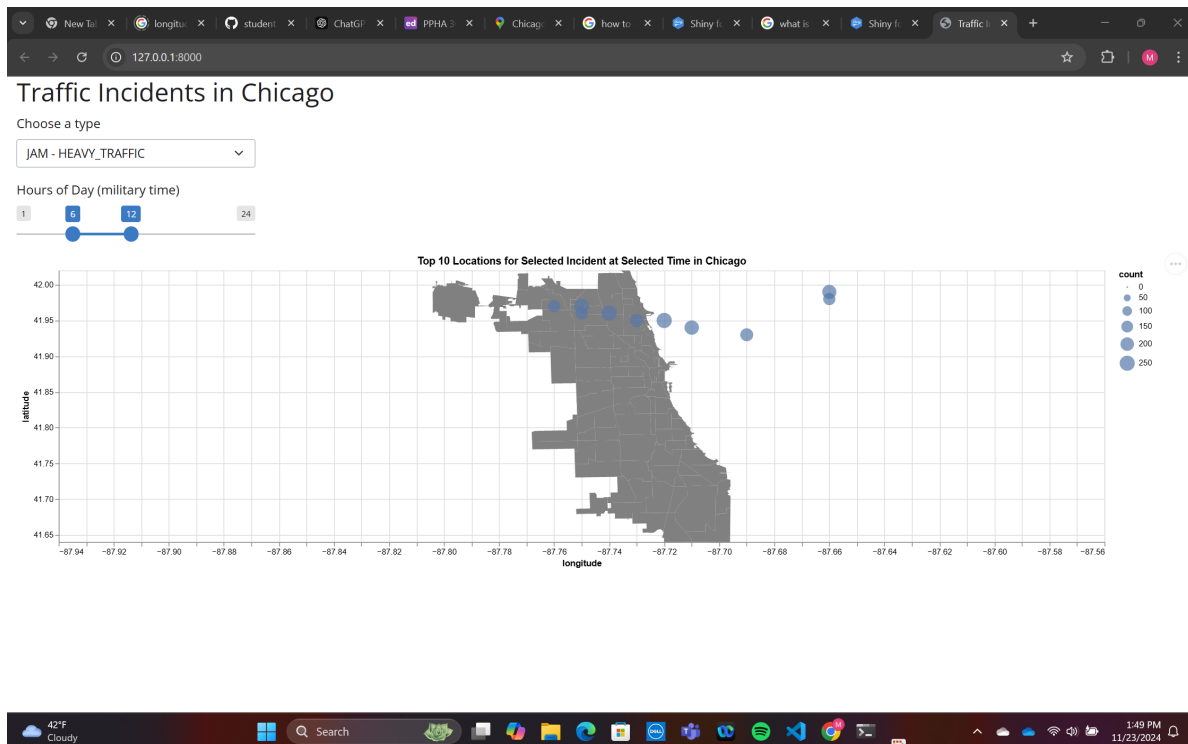 New Tal
longitu
student
ChatGP
ed PPHA 3
Chicago
how to
Shiny fo
what is
Shiny fo
Traffic In
127.0.0.1:8000
M
Traffic Incidents in Chicago
Choose a type
JAM - HEAVY_TRAFFIC
Hours of Day (military time)
1 6 12 24
Top 10 Locations for Selected Incident at Selected Time in Chicago
count
0
50
100
150
200
250
42.00
41.95
41.90
41.85
41.80
41.75
41.70
41.65
latitude
−87.94 −87.92 −87.90 −87.88 −87.86 −87.84 −87.82 −87.80 −87.78 −87.76 −87.74 −87.72 −87.70 −87.68 −87.66 −87.64 −87.62 −87.60 −87.58 −87.56
longitude
42°F
Cloudy
Search
DELL
M
1:49 PM
11/23/2024